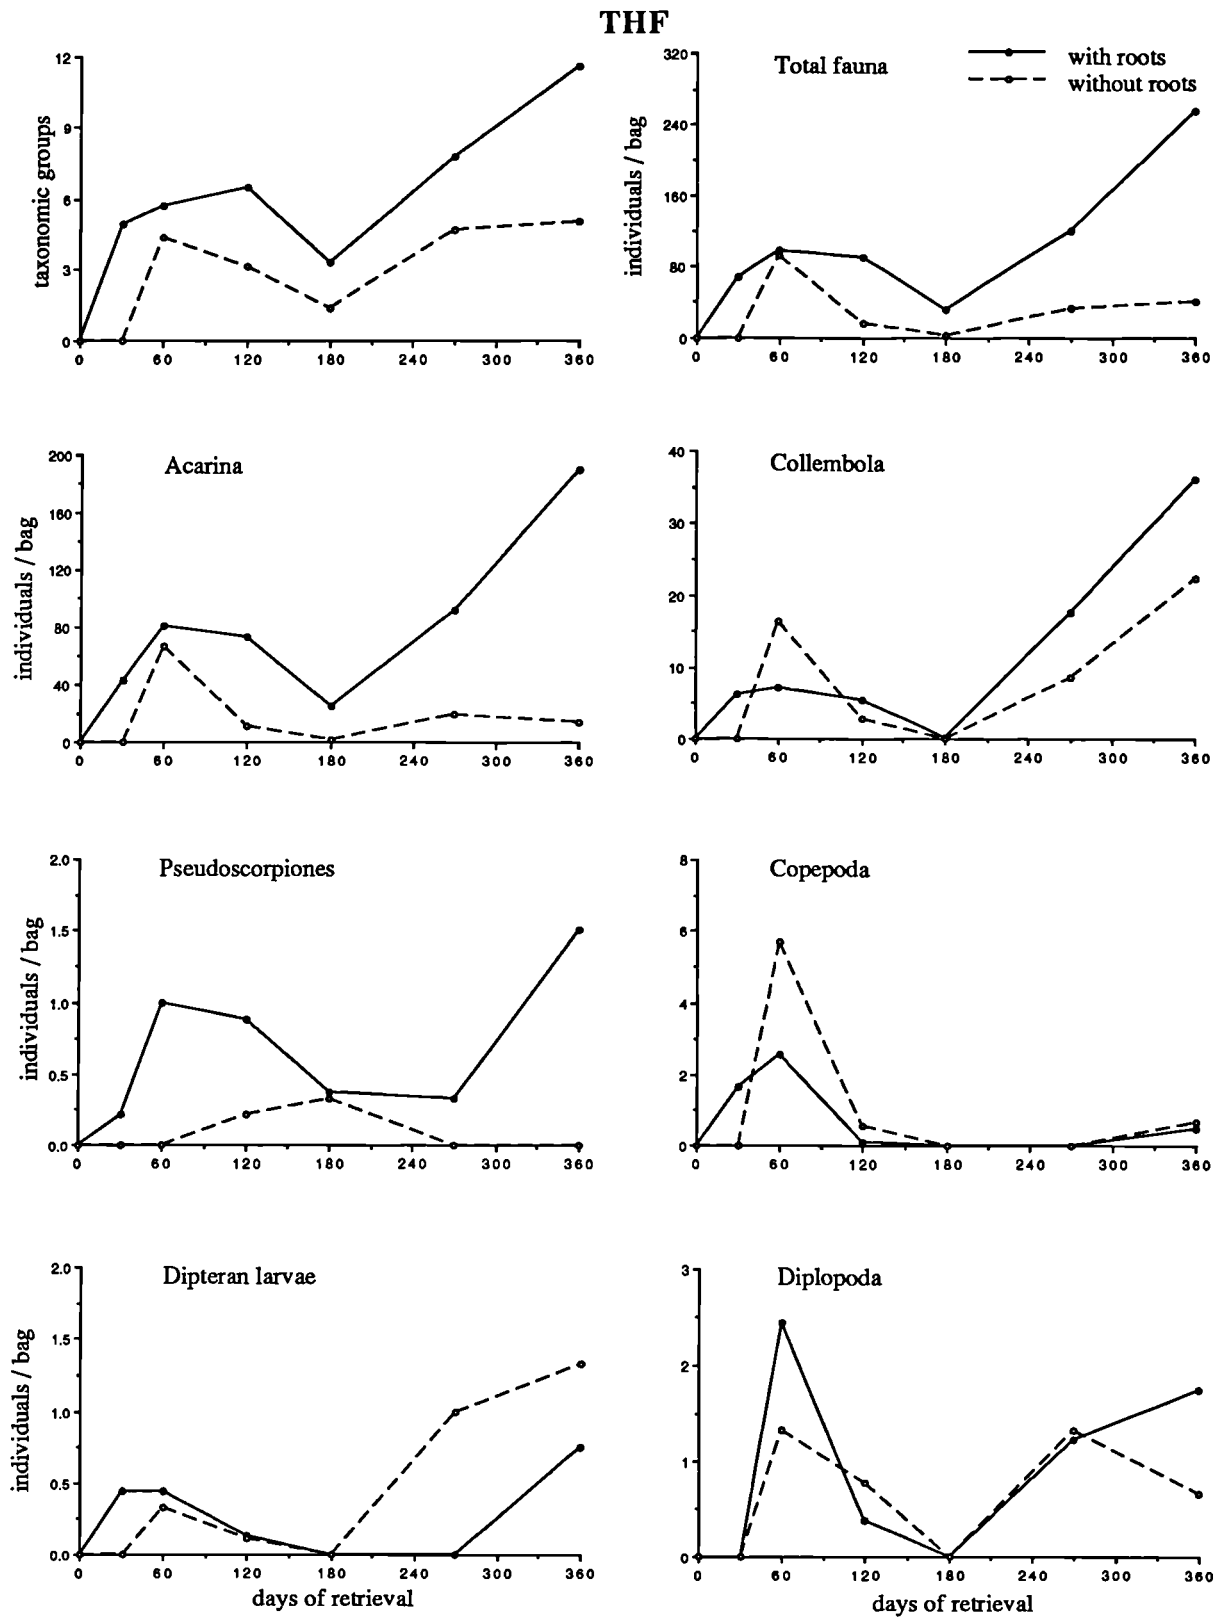 THF
taxonomic groups
12
9
6
3
0
0 60 120 180 240 300 360
Total fauna
with roots
without roots
individuals / bag
320
240
160
80
0
0 60 120 180 240 300 360
Acarina
individuals / bag
200
160
120
80
40
0
0 60 120 180 240 300 360
Collembola
40
30
20
10
0
0 60 120 180 240 300 360
Pseudoscorpiones
individuals / bag
2.0
1.5
1.0
0.5
0.0
0 60 120 180 240 300 360
Copepoda
8
6
4
2
0
0 60 120 180 240 300 360
Dipteran larvae
individuals / bag
2.0
1.5
1.0
0.5
0.0
0 60 120 180 240 300 360
days of retrieval
Diplopoda
3
2
1
0
0 60 120 180 240 300 360
days of retrieval